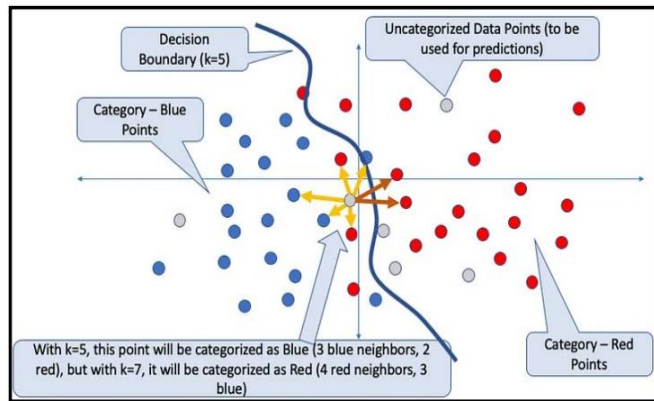 Decision
Boundary (k=5)
Uncategorized Data Points (to be
used for predictions)
Category – Blue
Points
With k=5, this point will be categorized as Blue (3 blue neighbors, 2
red), but with k=7, it will be categorized as Red (4 red neighbors, 3
blue)
Category – Red
Points